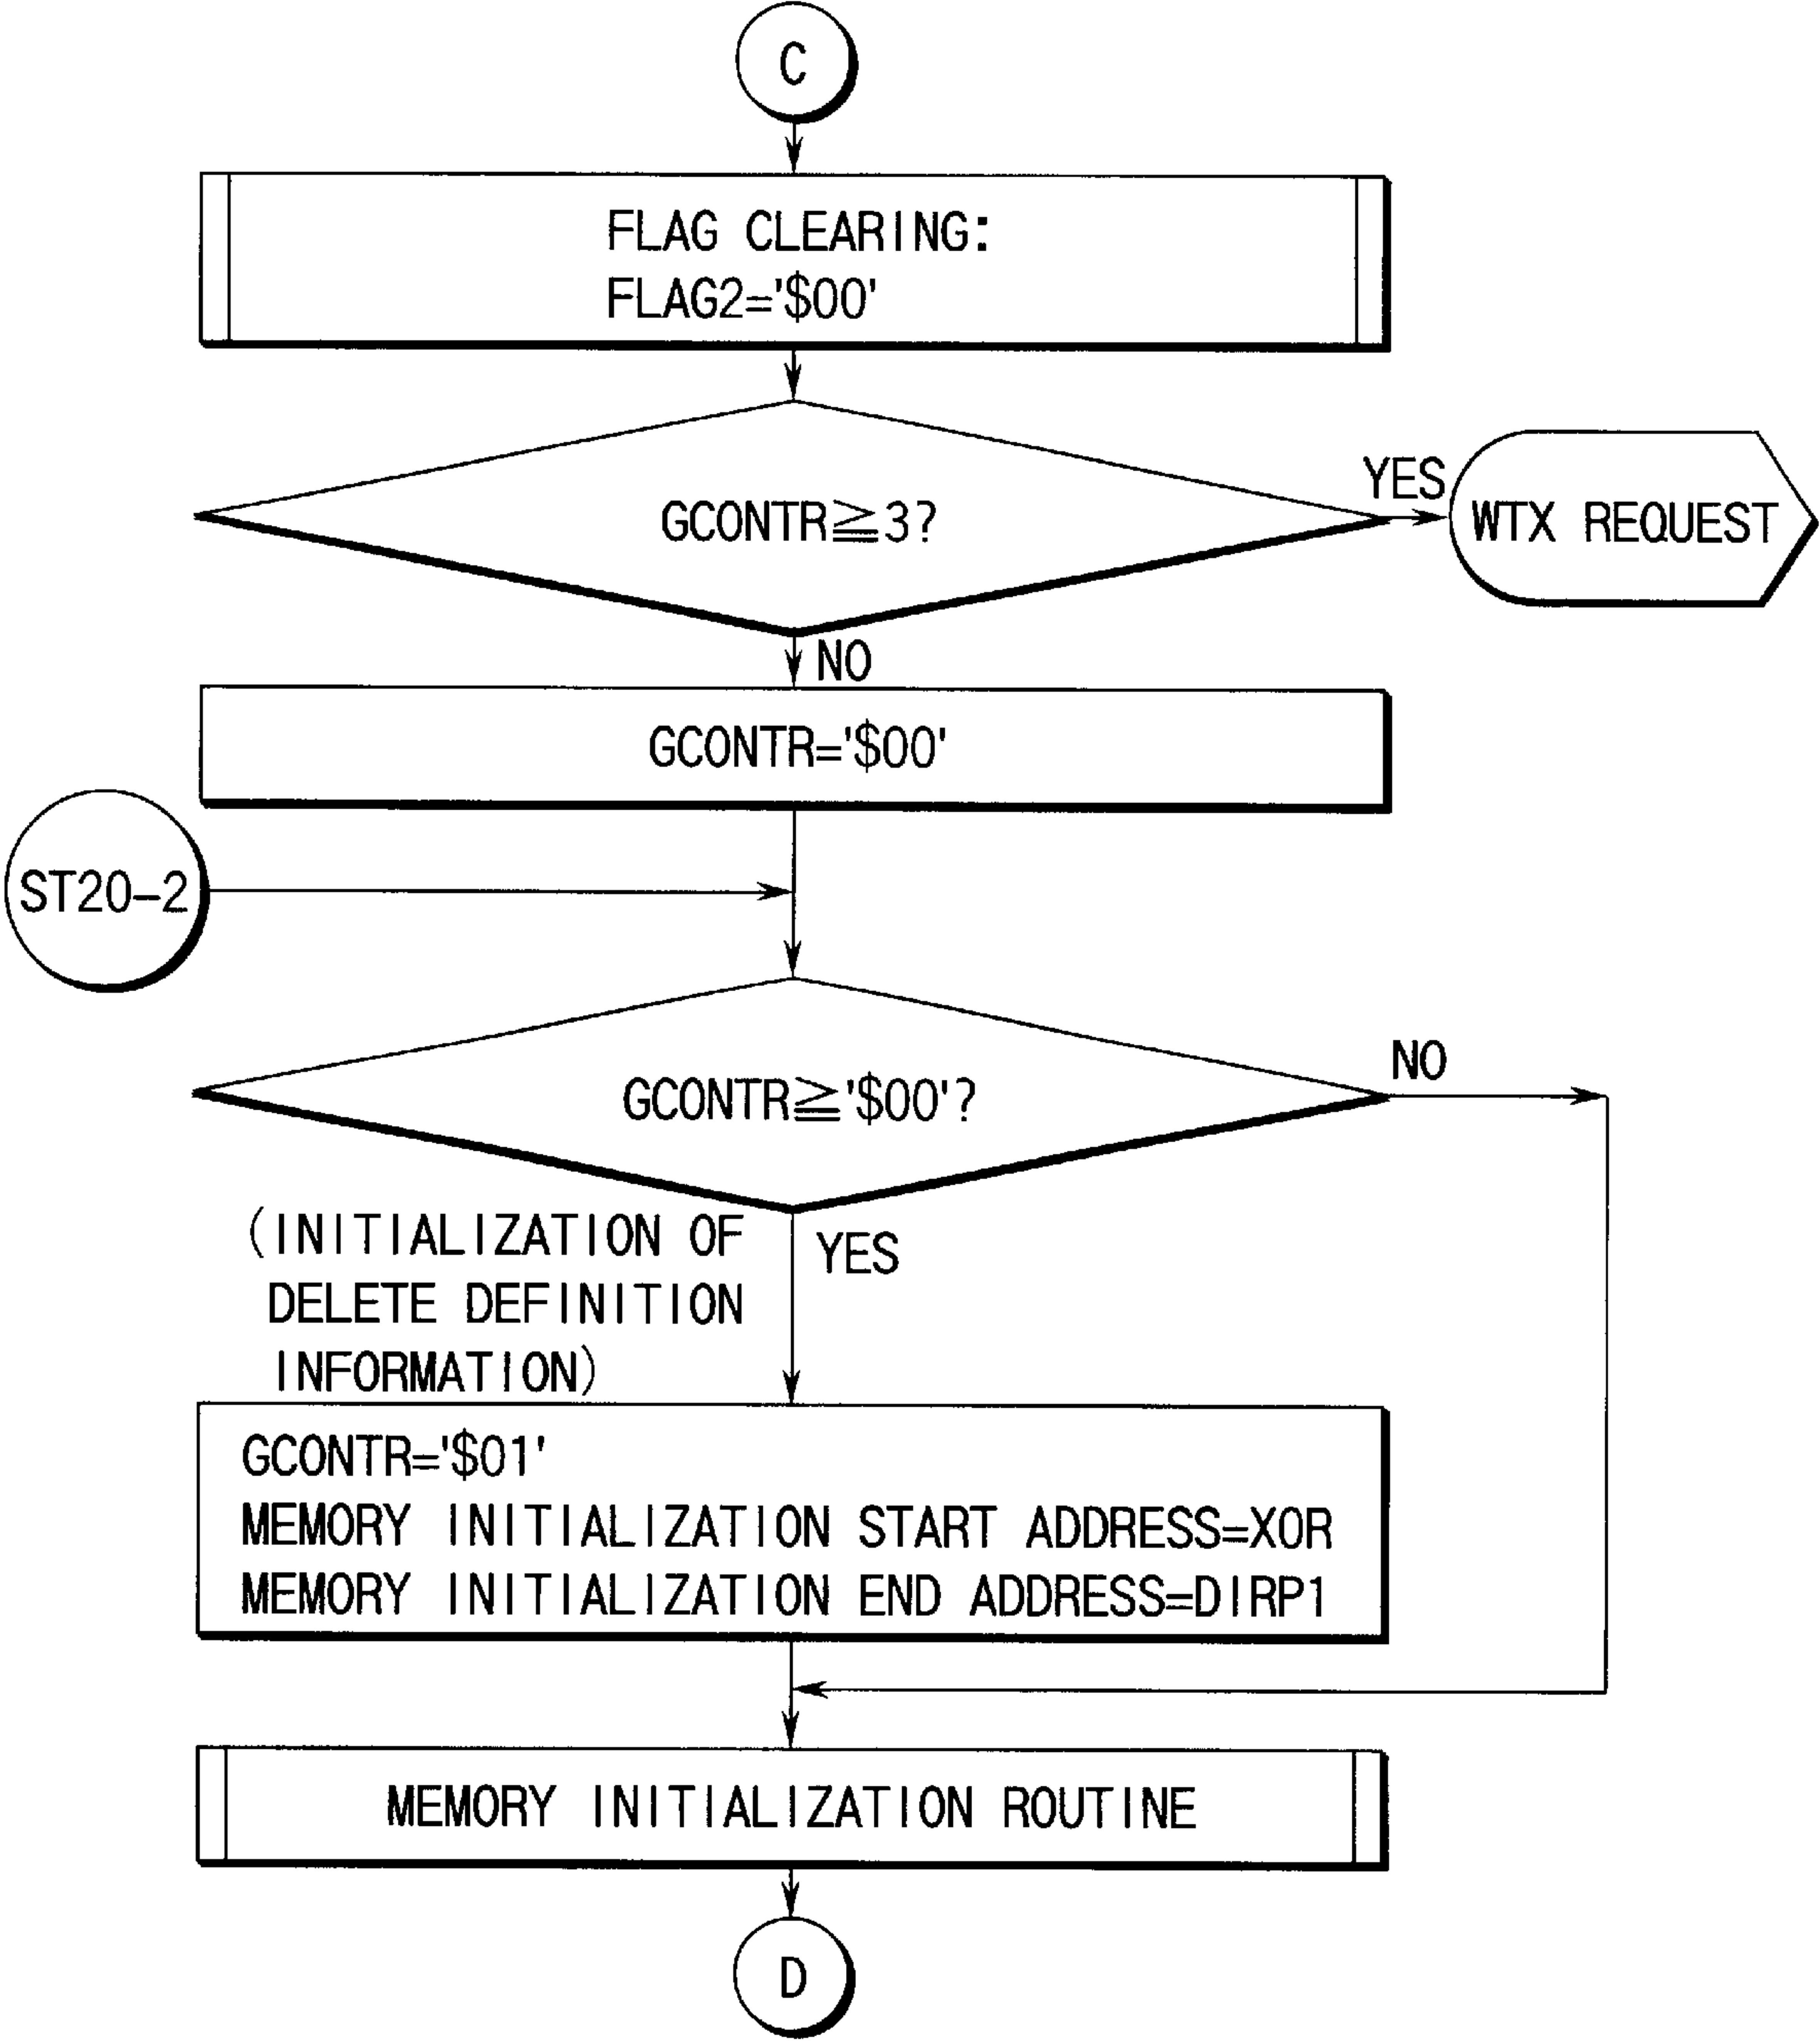 C
FLAG CLEARING:
FLAG2='$00'
GCONTR≧3?
YES
WTX REQUEST
NO
GCONTR='$00'
ST20-2
GCONTR≧'$00'?
NO
(INITIALIZATION OF
DELETE DEFINITION
INFORMATION)
YES
GCONTR='$01'
MEMORY INITIALIZATION START ADDRESS=XOR
MEMORY INITIALIZATION END ADDRESS=DIRP1
MEMORY INITIALIZATION ROUTINE
D